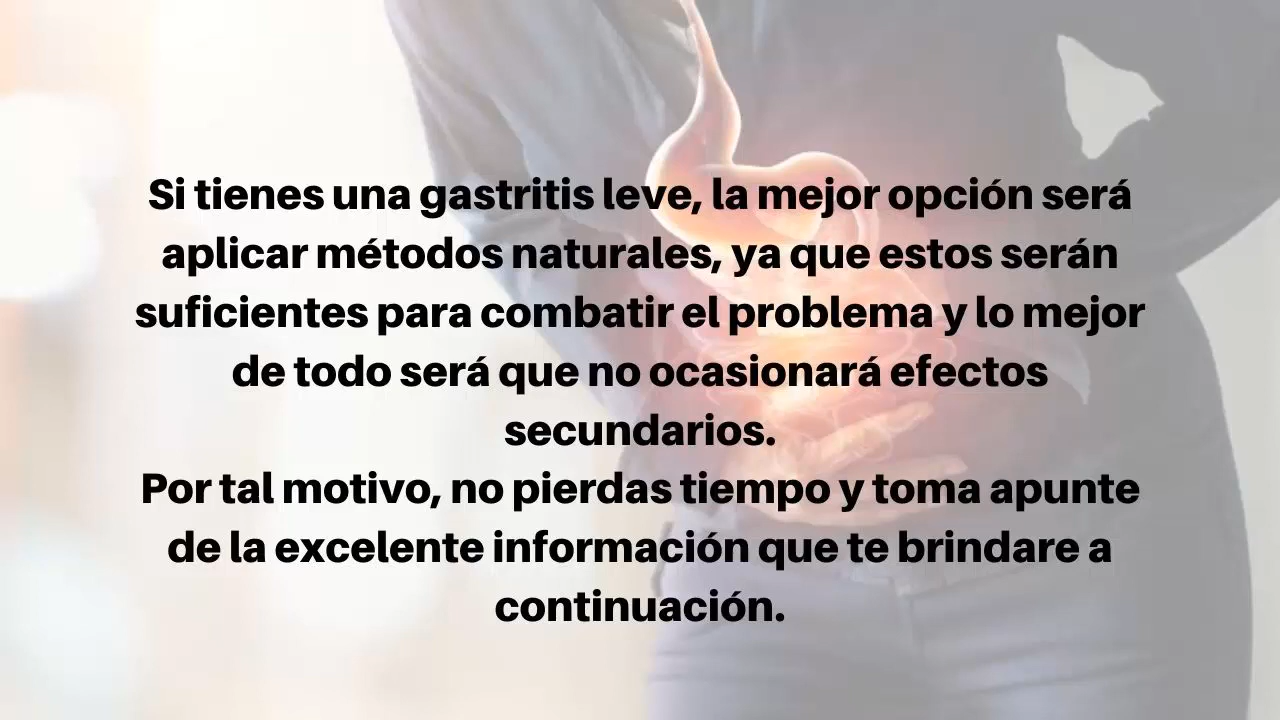 Si tienes una gastritis leve, la mejor opción será
aplicar métodos naturales, ya que estos serán
suficientes para combatir el problema y lo mejor
de todo será que no ocasionará efectos
secundarios.
Por tal motivo, no pierdas tiempo y toma apunte
de la excelente información que te brindare a
continuación.